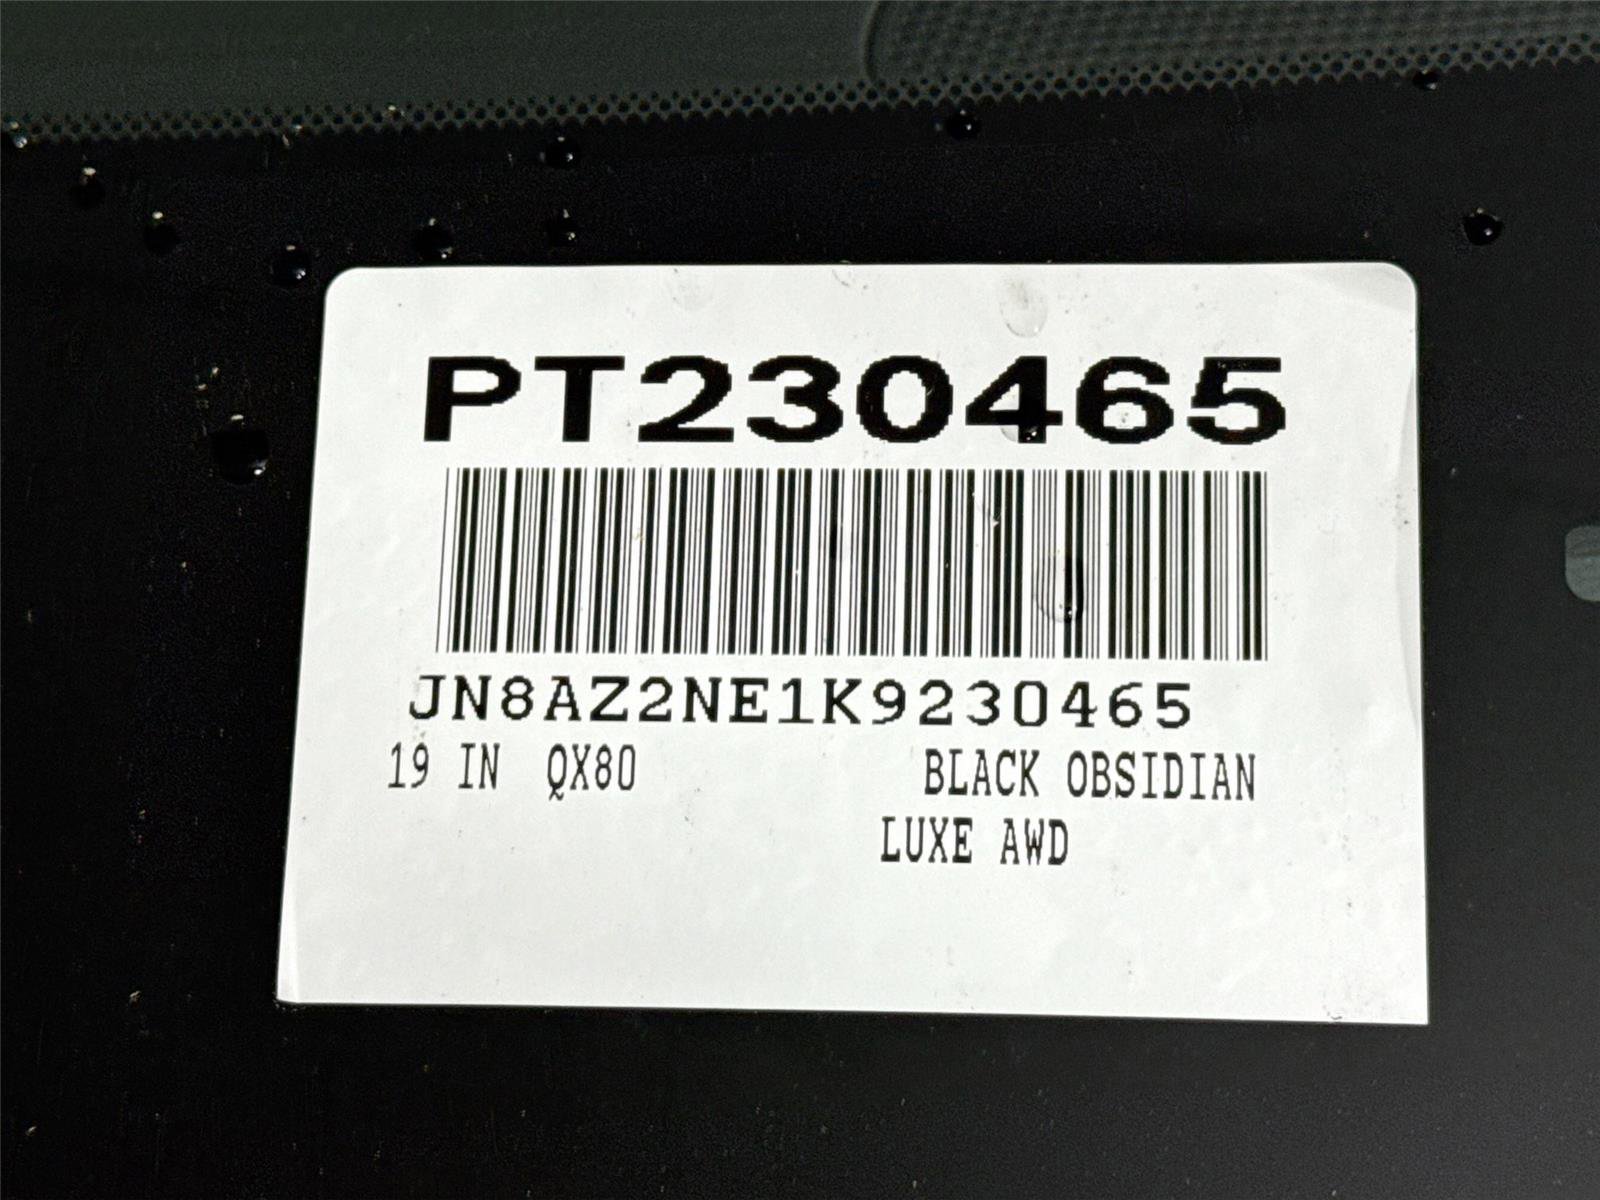 PT230465
JN8AZ2NE1K9230465
19 IN QX80 BLACK OBSIDIAN
LUXE AWD